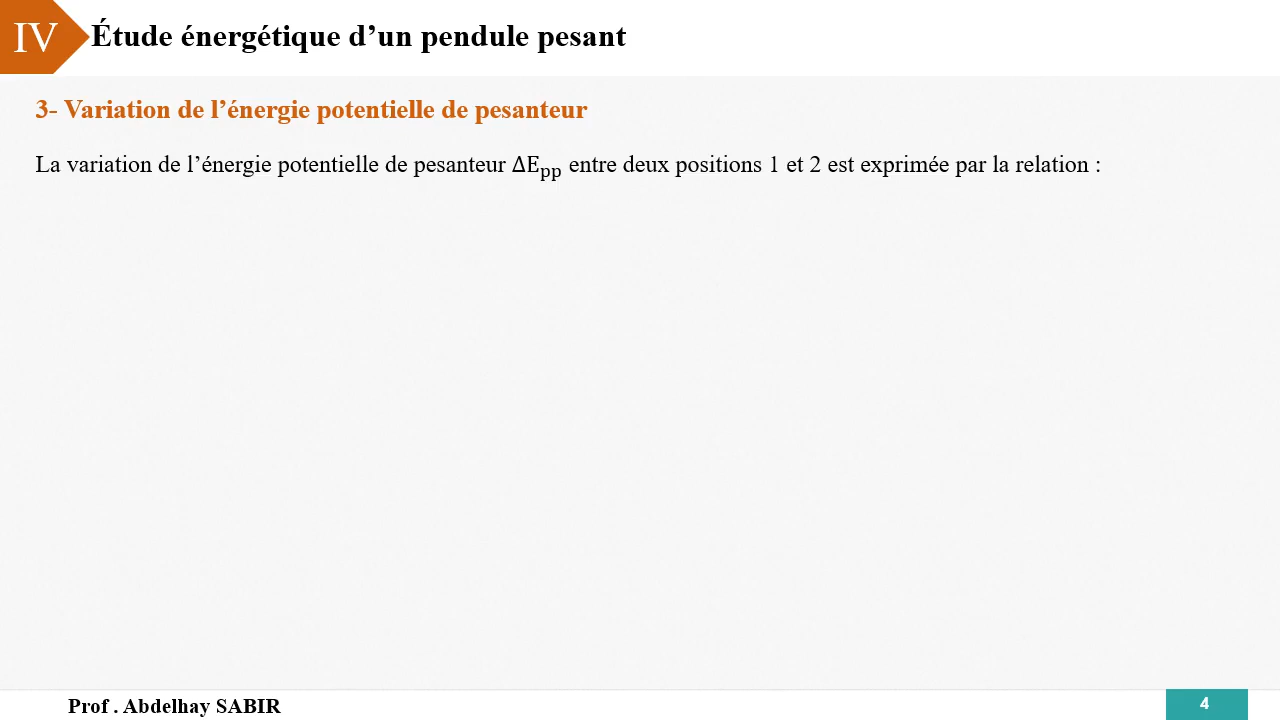 IV
Étude énergétique d’un pendule pesant
3- Variation de l’énergie potentielle de pesanteur
La variation de l’énergie potentielle de pesanteur ΔEpp entre deux positions 1 et 2 est exprimée par la relation :
Prof . Abdelhay SABIR
4